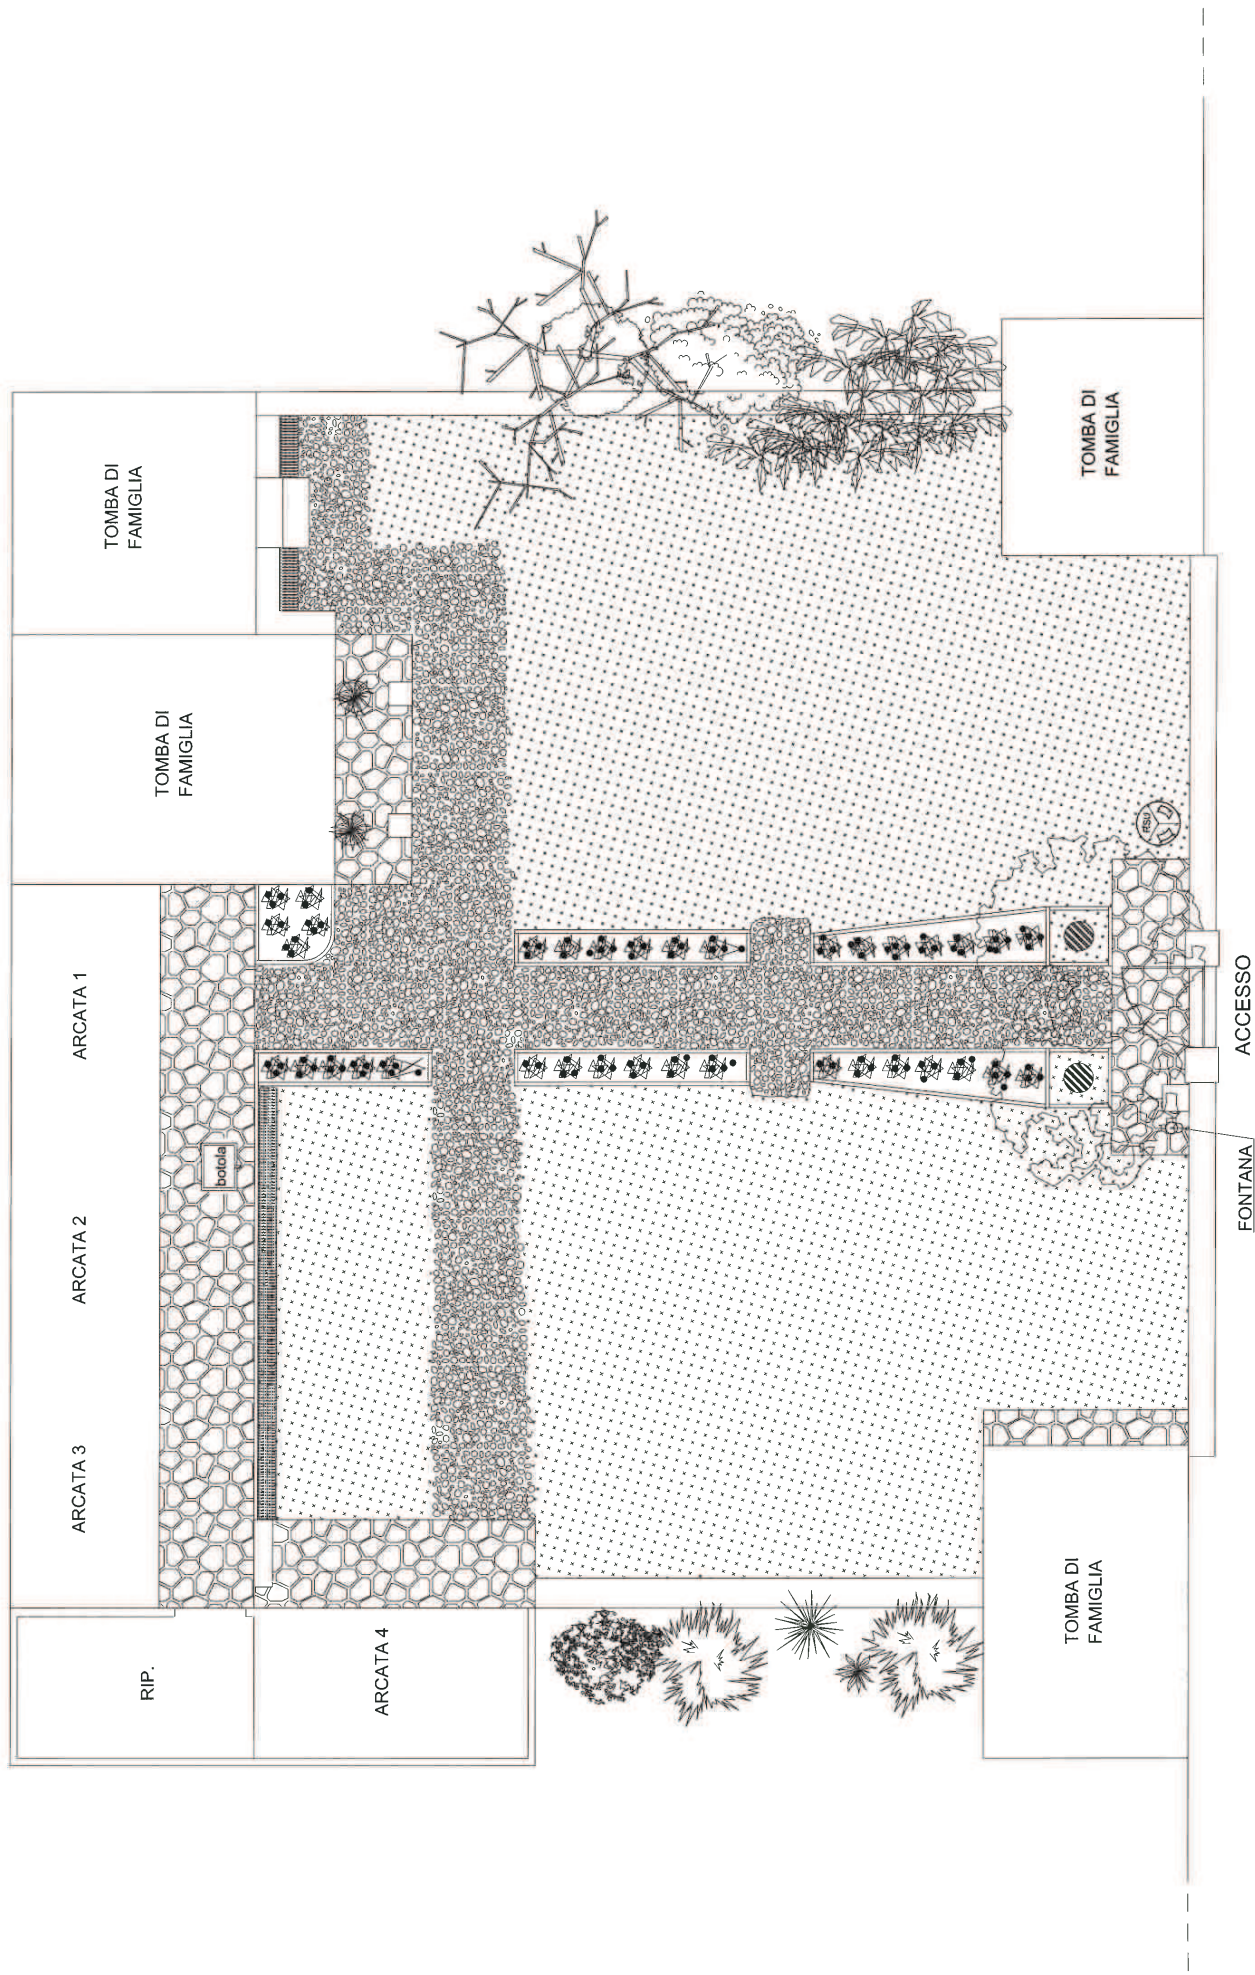 RIP.
ARCATA 3
ARCATA 2
ARCATA 1
TOMBA DI
FAMIGLIA
TOMBA DI
FAMIGLIA
botola
ARCATA 4
TOMBA DI
FAMIGLIA
TOMBA DI
FAMIGLIA
RSU
FONTANA
ACCESSO